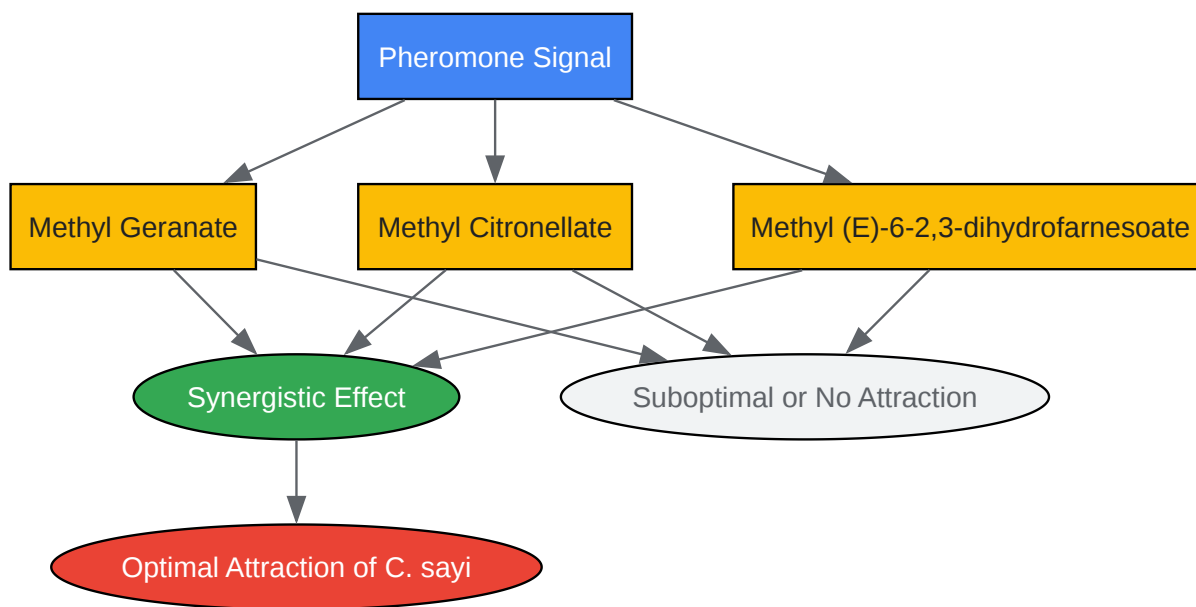 Pheromone Signal
Methyl Geranate
Methyl Citronellate
Methyl (E)-6-2,3-dihydrofarnesoate
Synergistic Effect
Suboptimal or No Attraction
Optimal Attraction of C. sayi